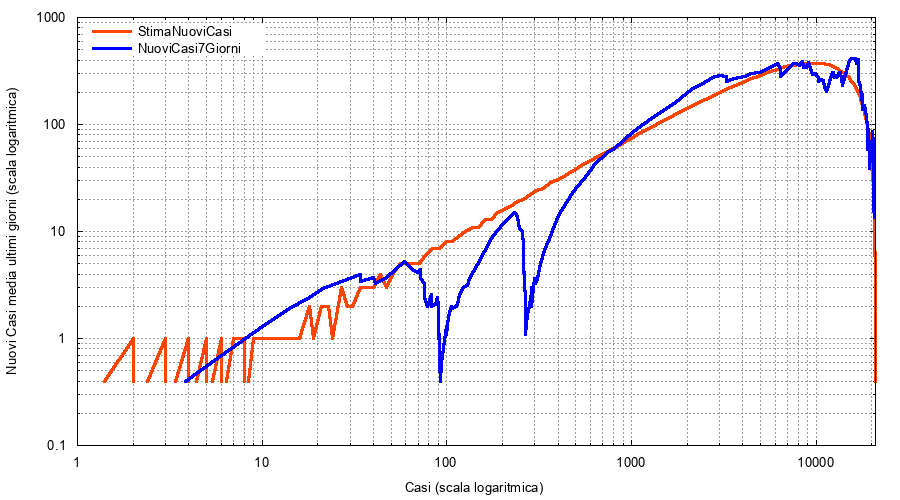 1000
StimaNuoviCasi
NuoviCasi7Giorni
100
10
1
0.1
Nuovi Casi media ultimi giorni (scala logaritmica)
1 10 100 1000 10000
Casi (scala logaritmica)